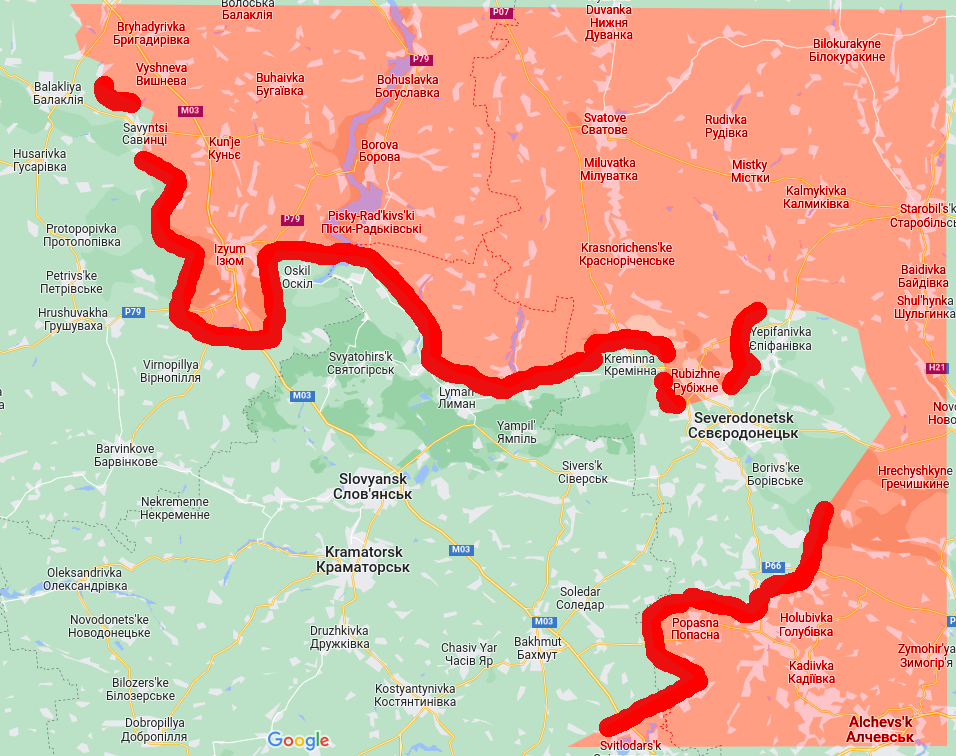 Волоська
Балаклія
Bryhadyrivka
Бригадирівка
P07
Duvanka
Нижня
Дуванка
Bilokurakyne
Білокуракине
P79
Vyshneva
Вишнева
Buhaivka
Бугаївка
Bohuslavka
Богуславка
Balakliya
Балаклія
M03
Savyntsi
Савинці
Svatove
Сватове
Rudivka
Рудівка
Kun'je
Куньє
Borova
Борова
Husarivka
Гусарівка
Miluvatka
Мілуватка
Mistky
Містки
Kalmykivka
Калмиківка
Starobil's'k
Старобільсь
Pisky-Rad'kivs'ki
Піски-Радьківські
P79
Protopopivka
Протопопівка
Izyum
Ізюм
Krasnorichens'ke
Красноріченське
Oskil
Оскіл
Petrivs'ke
Петрівське
Baidivka
Байдівка
Shul'hynka
Шульгинка
Hrushuvakha
Грушуваха
P79
Yepifanivka
Єпіфанівка
Svyatohirs'k
Святогірськ
Kreminna
Кремінна
Virnopillya
Вірнопілля
Rubizhne
Рубіжне
H21
M03
Lyman
Лиман
Novo
Ново
Severodonetsk
Сєвєродонецьк
Yampil'
Ямпіль
Barvinkove
Барвінкове
Sivers'k
Сіверськ
Borivs'ke
Борівське
Hrechyshkyne
Гречишкине
Slovyansk
Слов'янськ
Nekremenne
Некременне
Kramatorsk
Краматорськ
M03
P66
Oleksandrivka
Олександрівка
Soledar
Соледар
Novodonets'ke
Новодонецьке
M03
Popasna
Попасна
Holubivka
Голубівка
Druzhkivka
Дружківка
Chasiv Yar
Часів Яр
Bakhmut
Бахмут
Zymohir'ya
Зимогір'я
Kadiivka
Кадіївка
Bilozers'ke
Білозерське
Kostyantynivka
Костянтинівка
Dobropillya
Добропілля
Google
Svitlodars'k
Alchevs'k
Алчевськ